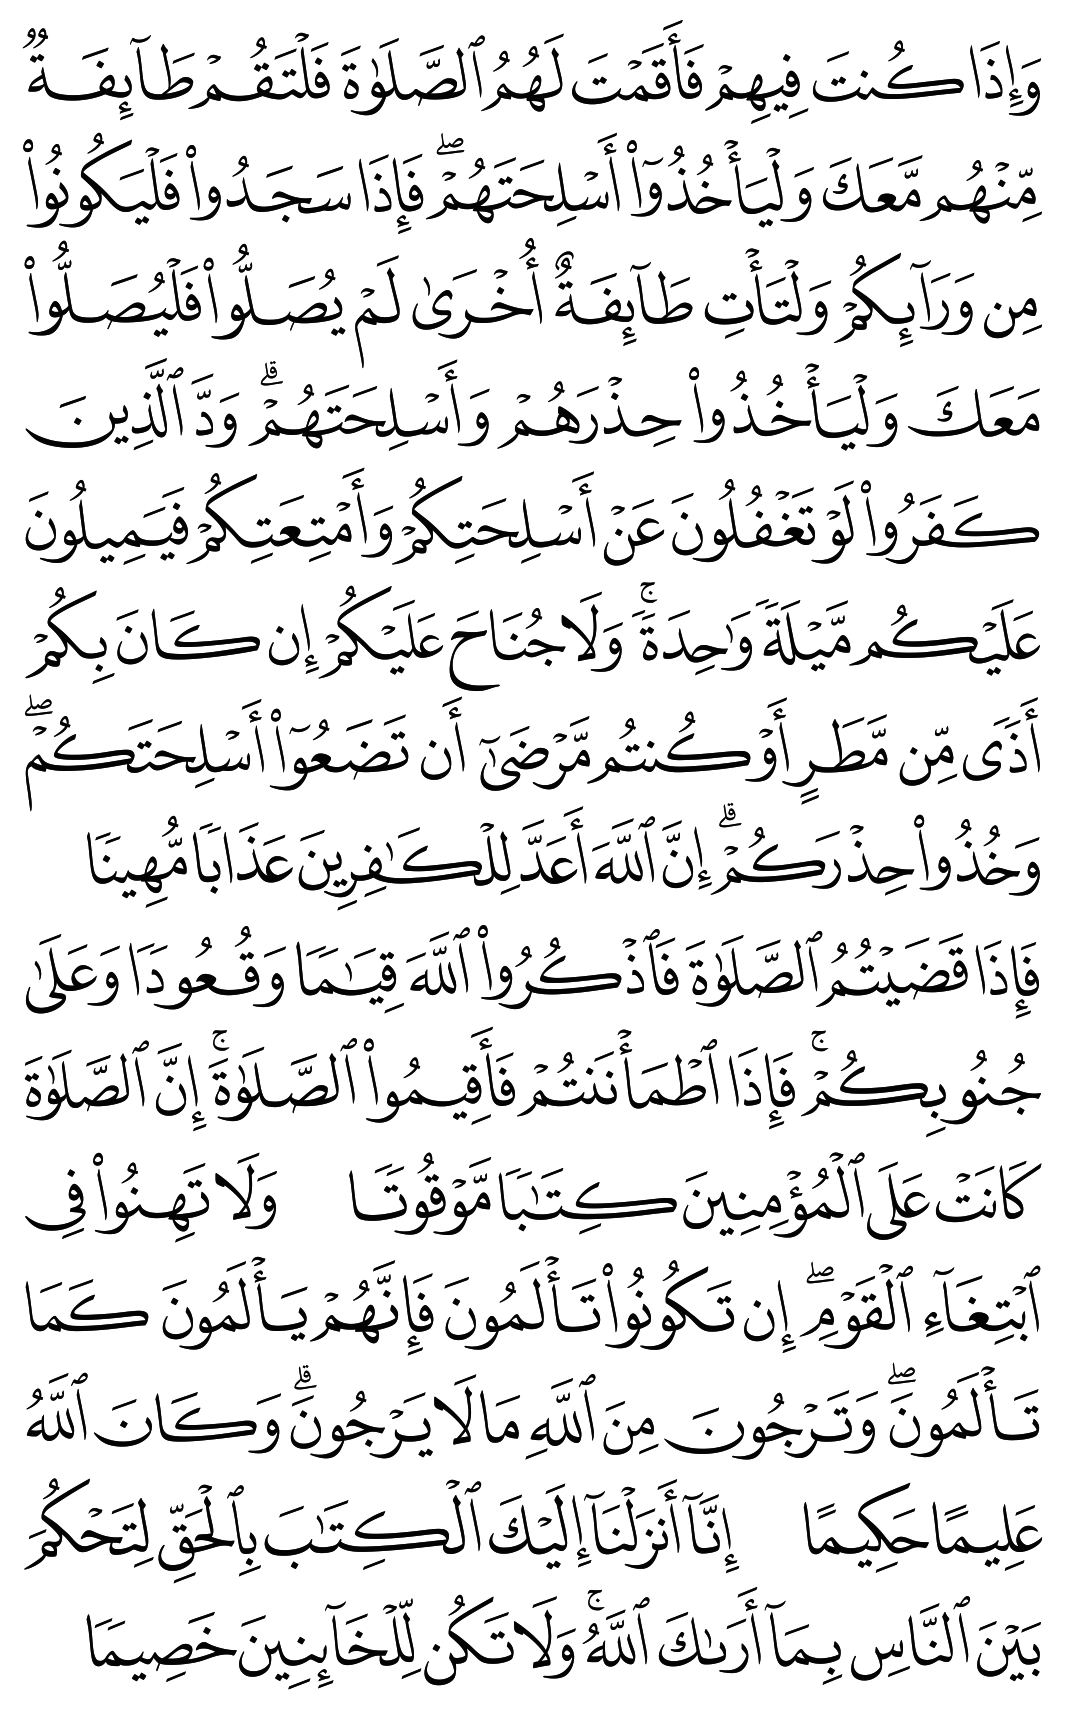 وَإِذَا كُنتَ فِيهِمْ فَأَقَمْتَ لَهُمُ ٱلصَّلَوٰةَ فَلْتَقُمْ طَآئِفَةٌ
مِّنْهُم مَّعَكَ وَلْيَأْخُذُوٓا۟ أَسْلِحَتَهُمْۖ فَإِذَا سَجَدُوا۟ فَلْيَكُونُوا۟
مِن وَرَآئِكُمْ وَلْتَأْتِ طَآئِفَةٌ أُخْرَىٰ لَمْ يُصَلُّوا۟ فَلْيُصَلُّوا۟
مَعَكَ وَلْيَأْخُذُوا۟ حِذْرَهُمْ وَأَسْلِحَتَهُمْۗ وَدَّ ٱلَّذِينَ
كَفَرُوا۟ لَوْ تَغْفُلُونَ عَنْ أَسْلِحَتِكُمْ وَأَمْتِعَتِكُمْ فَيَمِيلُونَ
عَلَيْكُم مَّيْلَةً وَٰحِدَةًۚ وَلَا جُنَاحَ عَلَيْكُمْ إِن كَانَ بِكُمْ
أَذًى مِّن مَّطَرٍ أَوْ كُنتُم مَّرْضَىٰٓ أَن تَضَعُوٓا۟ أَسْلِحَتَكُمْۖ
وَخُذُوا۟ حِذْرَكُمْۗ إِنَّ ٱللَّهَ أَعَدَّ لِلْكَٰفِرِينَ عَذَابًا مُّهِينًا
فَإِذَا قَضَيْتُمُ ٱلصَّلَوٰةَ فَٱذْكُرُوا۟ ٱللَّهَ قِيَٰمًا وَقُعُودًا وَعَلَىٰ
جُنُوبِكُمْۚ فَإِذَا ٱطْمَأْنَنتُمْ فَأَقِيمُوا۟ ٱلصَّلَوٰةَۚ إِنَّ ٱلصَّلَوٰةَ
كَانَتْ عَلَى ٱلْمُؤْمِنِينَ كِتَٰبًا مَّوْقُوتًا وَلَا تَهِنُوا۟ فِى
ٱبْتِغَآءِ ٱلْقَوْمِۖ إِن تَكُونُوا۟ تَأْلَمُونَ فَإِنَّهُمْ يَأْلَمُونَ كَمَا
تَأْلَمُونَۖ وَتَرْجُونَ مِنَ ٱللَّهِ مَا لَا يَرْجُونَۗ وَكَانَ ٱللَّهُ
عَلِيمًا حَكِيمًا إِنَّآ أَنزَلْنَآ إِلَيْكَ ٱلْكِتَٰبَ بِٱلْحَقِّ لِتَحْكُمَ
بَيْنَ ٱلنَّاسِ بِمَآ أَرَىٰكَ ٱللَّهُۚ وَلَا تَكُن لِّلْخَآئِنِينَ خَصِيمًا